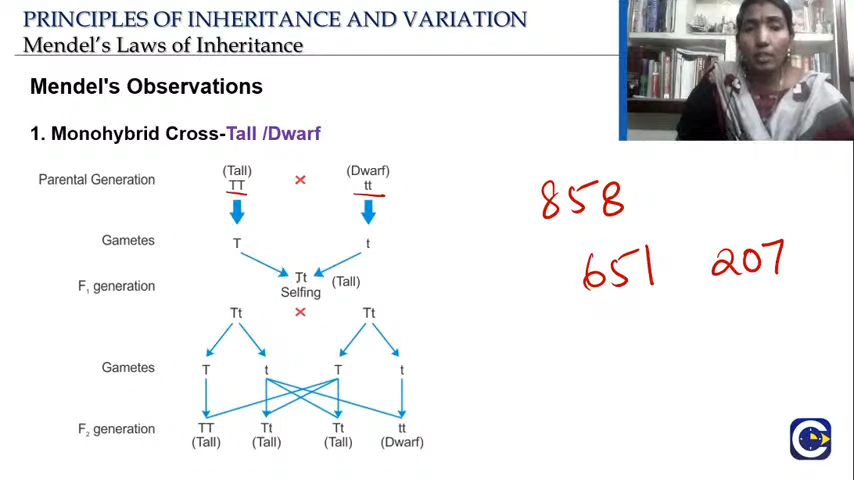 PRINCIPLES OF INHERITANCE AND VARIATION
Mendel's Laws of Inheritance
Mendel's Observations
1. Monohybrid Cross-Tall /Dwarf
(Tall) (Dwarf)
Parental Generation TT × tt
Gametes T t
F₁ generation Tt (Tall)
Selfing
Tt × Tt
Gametes T t T t
F₂ generation TT Tt Tt tt
(Tall) (Tall) (Tall) (Dwarf)
858
651 207